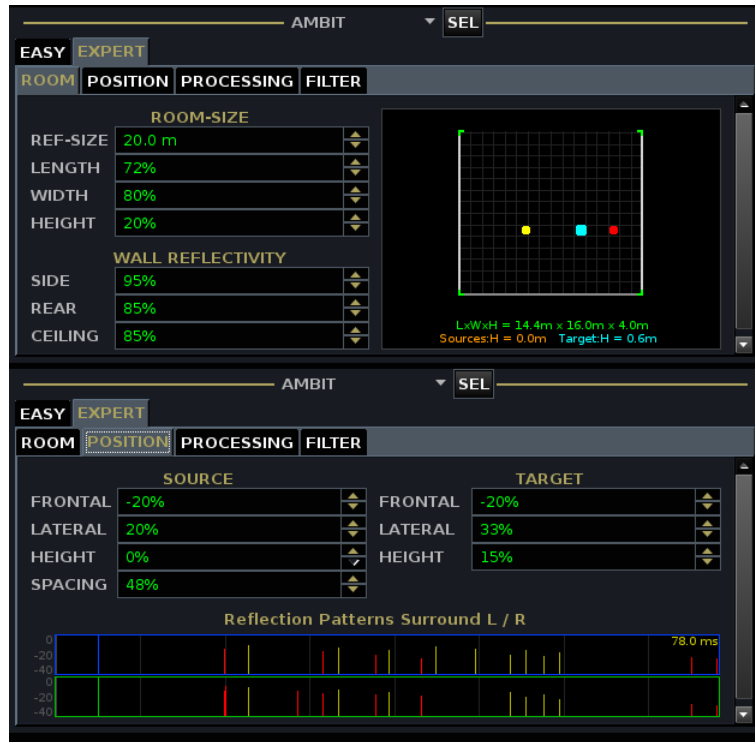 AMBIT SEL
EASY EXPERT
ROOM POSITION PROCESSING FILTER
ROOM-SIZE
REF-SIZE 20.0 m
LENGTH 72%
WIDTH 80%
HEIGHT 20%
WALL REFLECTIVITY
SIDE 95%
REAR 85%
CEILING 85%
LxWxH = 14.4m x 16.0m x 4.0m
Sources:H = 0.0m Target:H = 0.6m
AMBIT SEL
EASY EXPERT
ROOM POSITION PROCESSING FILTER
SOURCE TARGET
FRONTAL -20% FRONTAL -20%
LATERAL 20% LATERAL 33%
HEIGHT 0% HEIGHT 15%
SPACING 48%
Reflection Patterns Surround L / R
0 78.0 ms
-20
-40
0
-20
-40